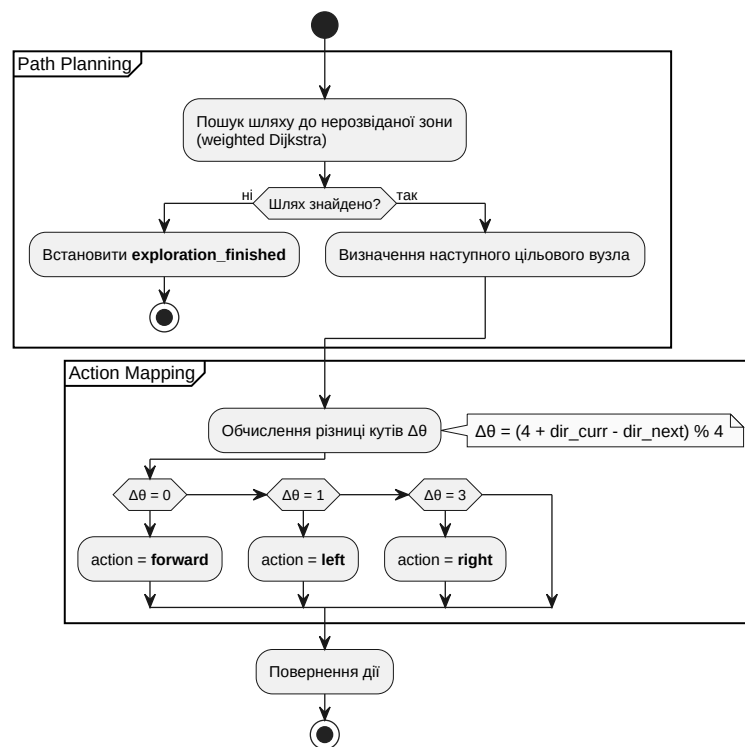 Path Planning
Пошук шляху до нерозвіданої зони
(weighted Dijkstra)
ні
Шлях знайдено?
так
Встановити exploration_finished
Визначення наступного цільового вузла
Action Mapping
Обчислення різниці кутів Δθ
Δθ = (4 + dir_curr - dir_next) % 4
Δθ = 0
Δθ = 1
Δθ = 3
action = forward
action = left
action = right
Повернення дії